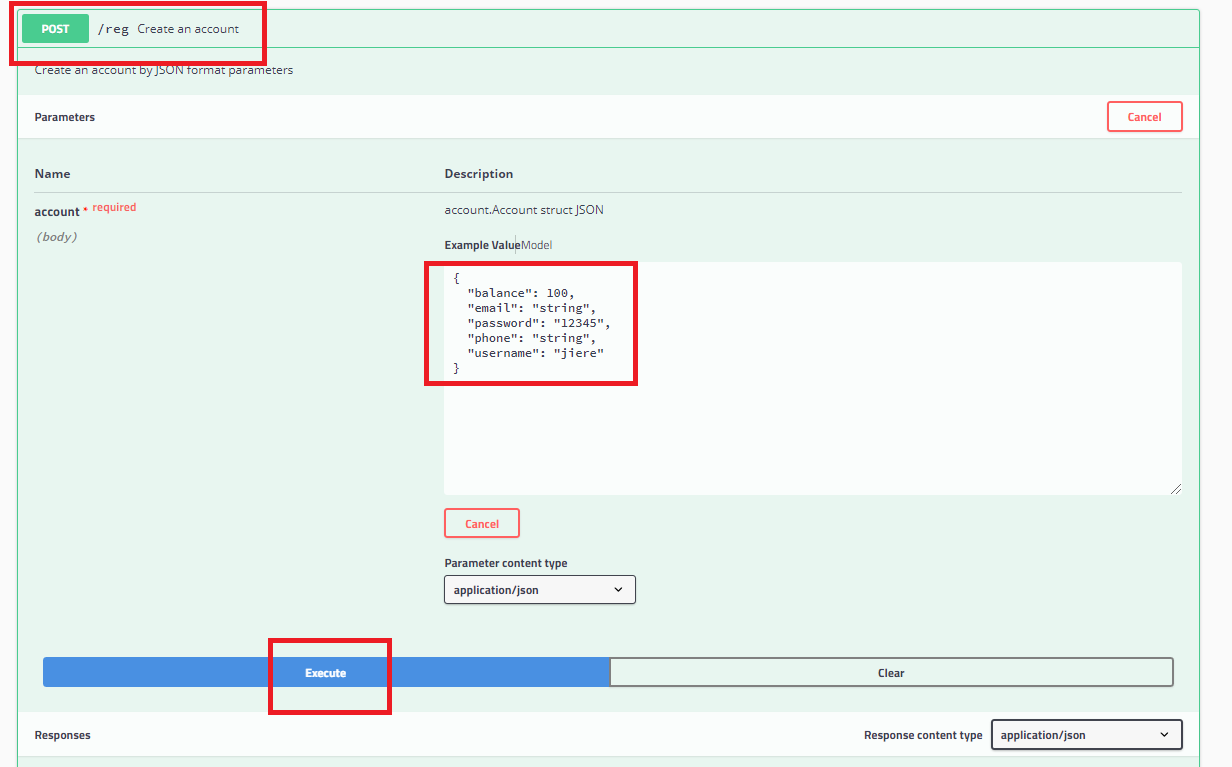 POST /reg Create an account
Create an account by JSON format parameters
Parameters
Cancel
Name Description
account * required
(body)
account.Account struct JSON
Example Value Model
{
"balance": 100,
"email": "string",
"password": "12345",
"phone": "string",
"username": "jiere"
}
Cancel
Parameter content type
application/json
Execute
Clear
Responses
Response content type
application/json